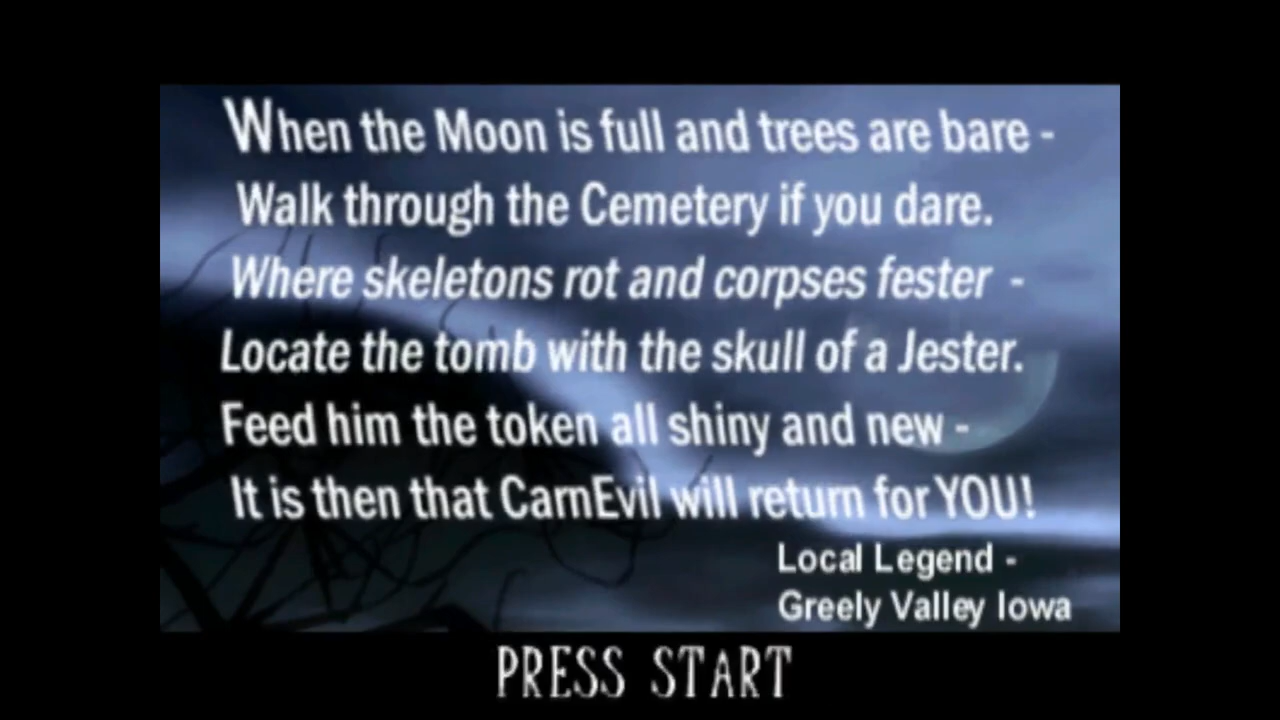 When the Moon is full and trees are bare -
Walk through the Cemetery if you dare.
Where skeletons rot and corpses fester -
Locate the tomb with the skull of a Jester.
Feed him the token all shiny and new -
It is then that CarnEvil will return for YOU!
Local Legend -
Greely Valley Iowa
PRESS START